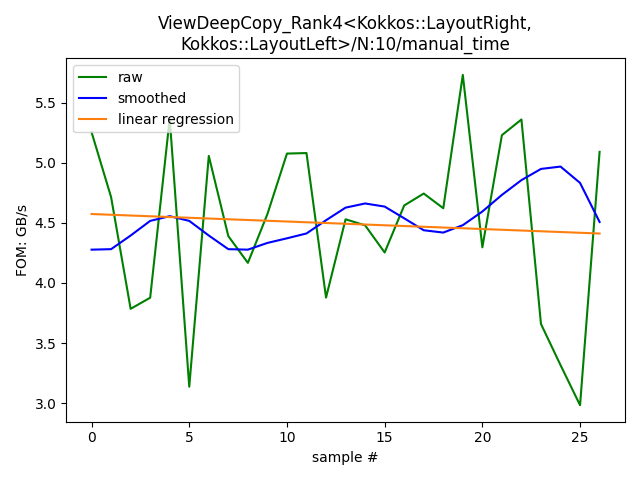 ViewDeepCopy_Rank4<Kokkos::LayoutRight,
Kokkos::LayoutLeft>/N:10/manual_time
raw
smoothed
linear regression
FOM: GB/s
5.5
5.0
4.5
4.0
3.5
3.0
0 5 10 15 20 25
sample #